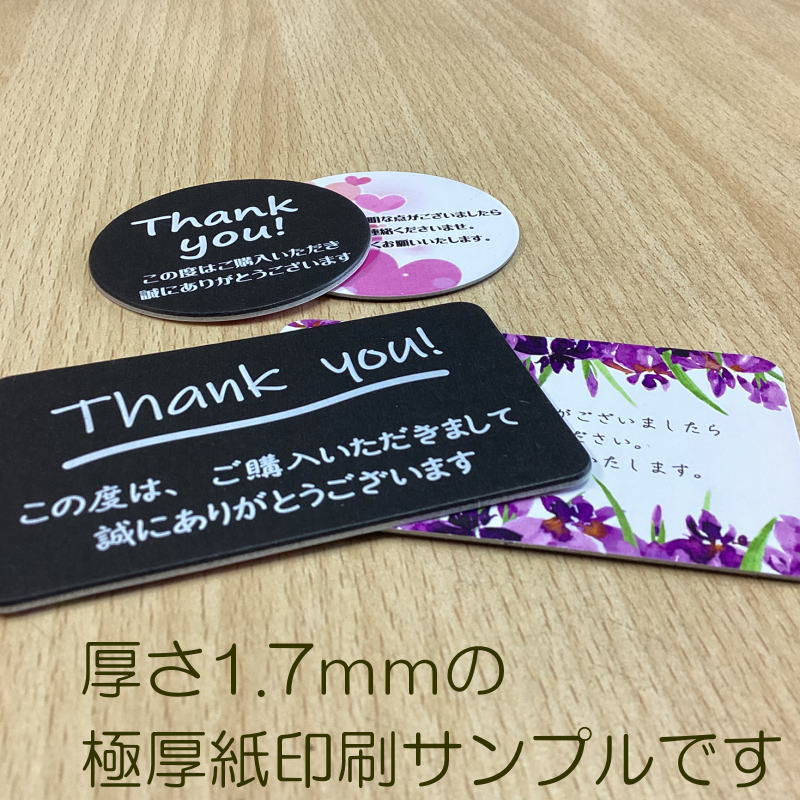 Thank
you!
この度はご購入いただき
誠にありがとうございます
明な点がございましたら
連絡くださいませ。
くお願いいたします。
Thank you!
この度は、ご購入いただきまして
誠にありがとうございます
がございましたら
ださい。
いたします。
厚さ1.7mmの
極厚紙印刷サンプルです